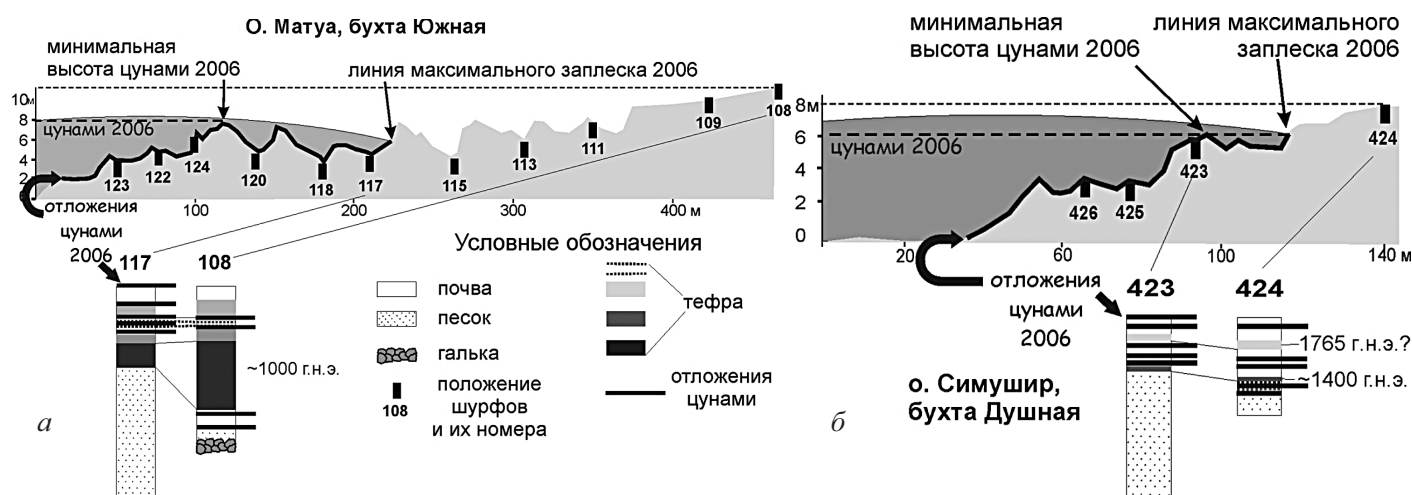 О. Матуа, бухта Южная
минимальная
высота цунами 2006
линия максимального заплеска 2006
10м
8
6
4
2
0
цунами 2006
123
122
124
120
118
117
115
113
111
109
108
100
200
300
400 м
отложения
цунами
2006
117
108
~1000 г.н.э.
а
Условные обозначения
почва
песок
галька
108
положение
шурфов
и их номера
тефра
отложения
цунами
минимальная
высота цунами 2006
линия максимального
заплеска 2006
8м
6
4
2
0
цунами 2006
426
425
423
424
20
60
100
140 м
отложения
цунами
2006
423
424
1765 г.н.э.?
~1400 г.н.э.
о. Симушир,
бухта Душная
б